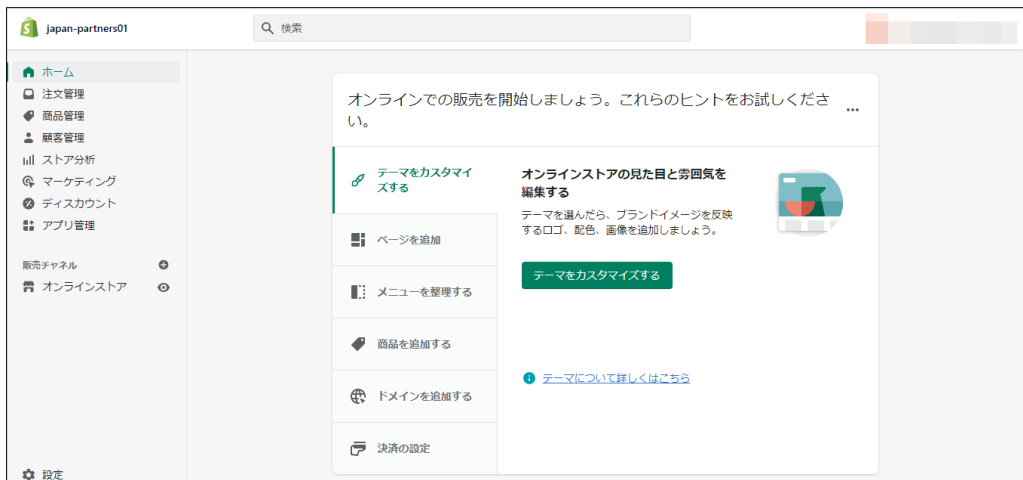 japan-partners01
検索
ホーム
注文管理
商品管理
顧客管理
ストア分析
マーケティング
ディスカウント
アプリ管理
販売チャネル
オンラインストア
設定
オンラインでの販売を開始しましょう。これらのヒントをお試しくださ
い。
テーマをカスタマイ
ズする
ページを追加
メニューを整理する
商品を追加する
ドメインを追加する
決済の設定
オンラインストアの見た目と雰囲気を
編集する
テーマを選んだら、ブランドイメージを反映
するロゴ、配色、画像を追加しましょう。
テーマをカスタマイズする
テーマについて詳しくはこちら